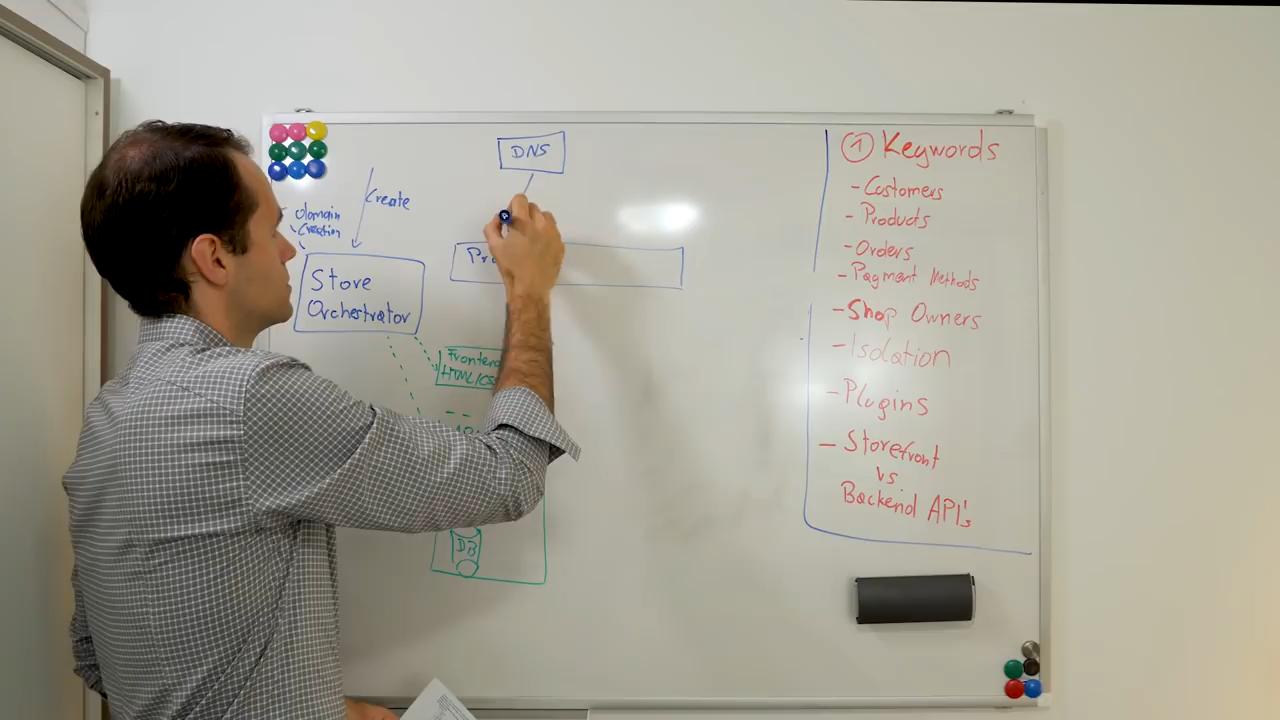 DNS
Create
domain
Creation
Store
Orchestrator
DB
① Keywords
- Customers
- Products
- Orders
- Payment Methods
- Shop Owners
- Isolation
- Plugins
- Storefront
vs
Backend API's